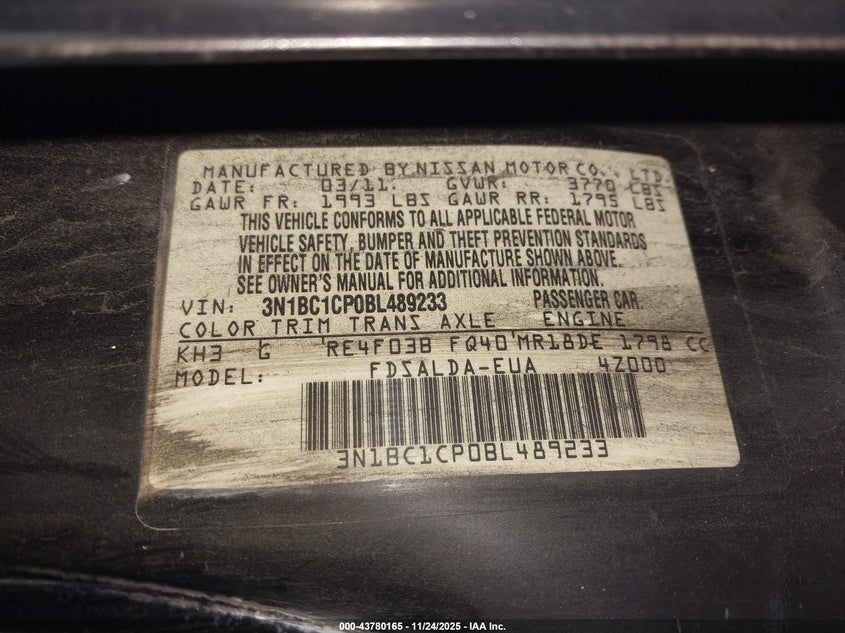 MANUFACTURED BY NISSAN MOTOR CO., LTD.
DATE: 03/11. GVWR: 3770 LBS
GAWR FR: 1993 LBS GAWR RR: 1795 LBS
THIS VEHICLE CONFORMS TO ALL APPLICABLE FEDERAL MOTOR
VEHICLE SAFETY, BUMPER AND THEFT PREVENTION STANDARDS
IN EFFECT ON THE DATE OF MANUFACTURE SHOWN ABOVE.
SEE OWNER'S MANUAL FOR ADDITIONAL INFORMATION.
VIN: 3N1BC1CP0BL489233 PASSENGER CAR.
COLOR TRIM TRANS AXLE ENGINE
KH3 G RE4F03B FQ40 MR18DE 1798 CC
MODEL: FDSALDA-EUA 4Z000
3N1BC1CP0BL489233
000-43780165 - 11/24/2025 - IAA Inc.